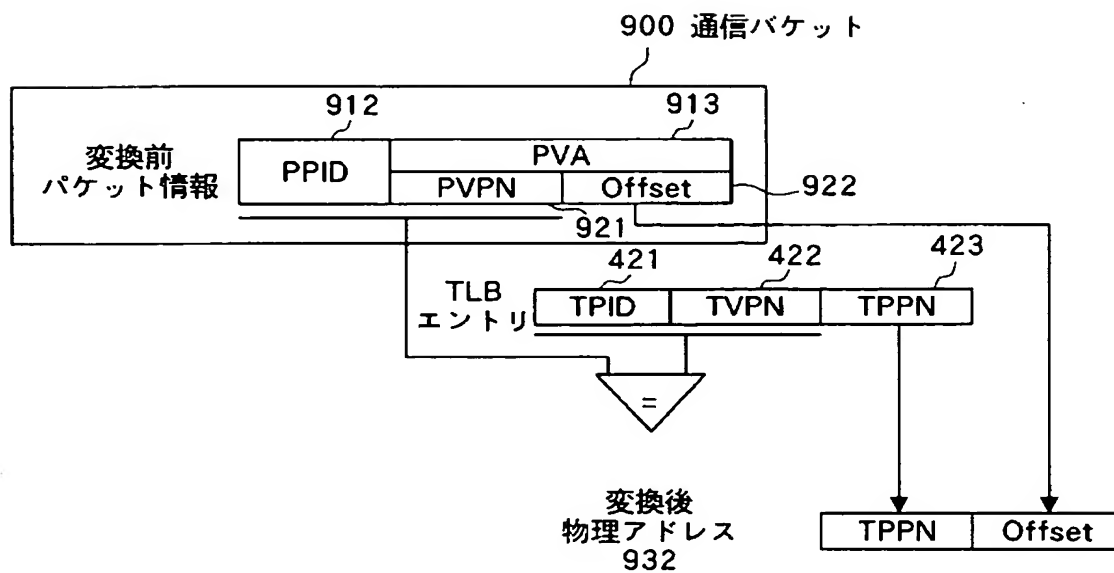 900 通信パケット
912
913
変換前
パケット情報
PPID
PVA
PVPN
Offset
922
921
421
422
423
TLB
エントリ
TPID
TVPN
TPPN
=
変換後
物理アドレス
932
TPPN
Offset